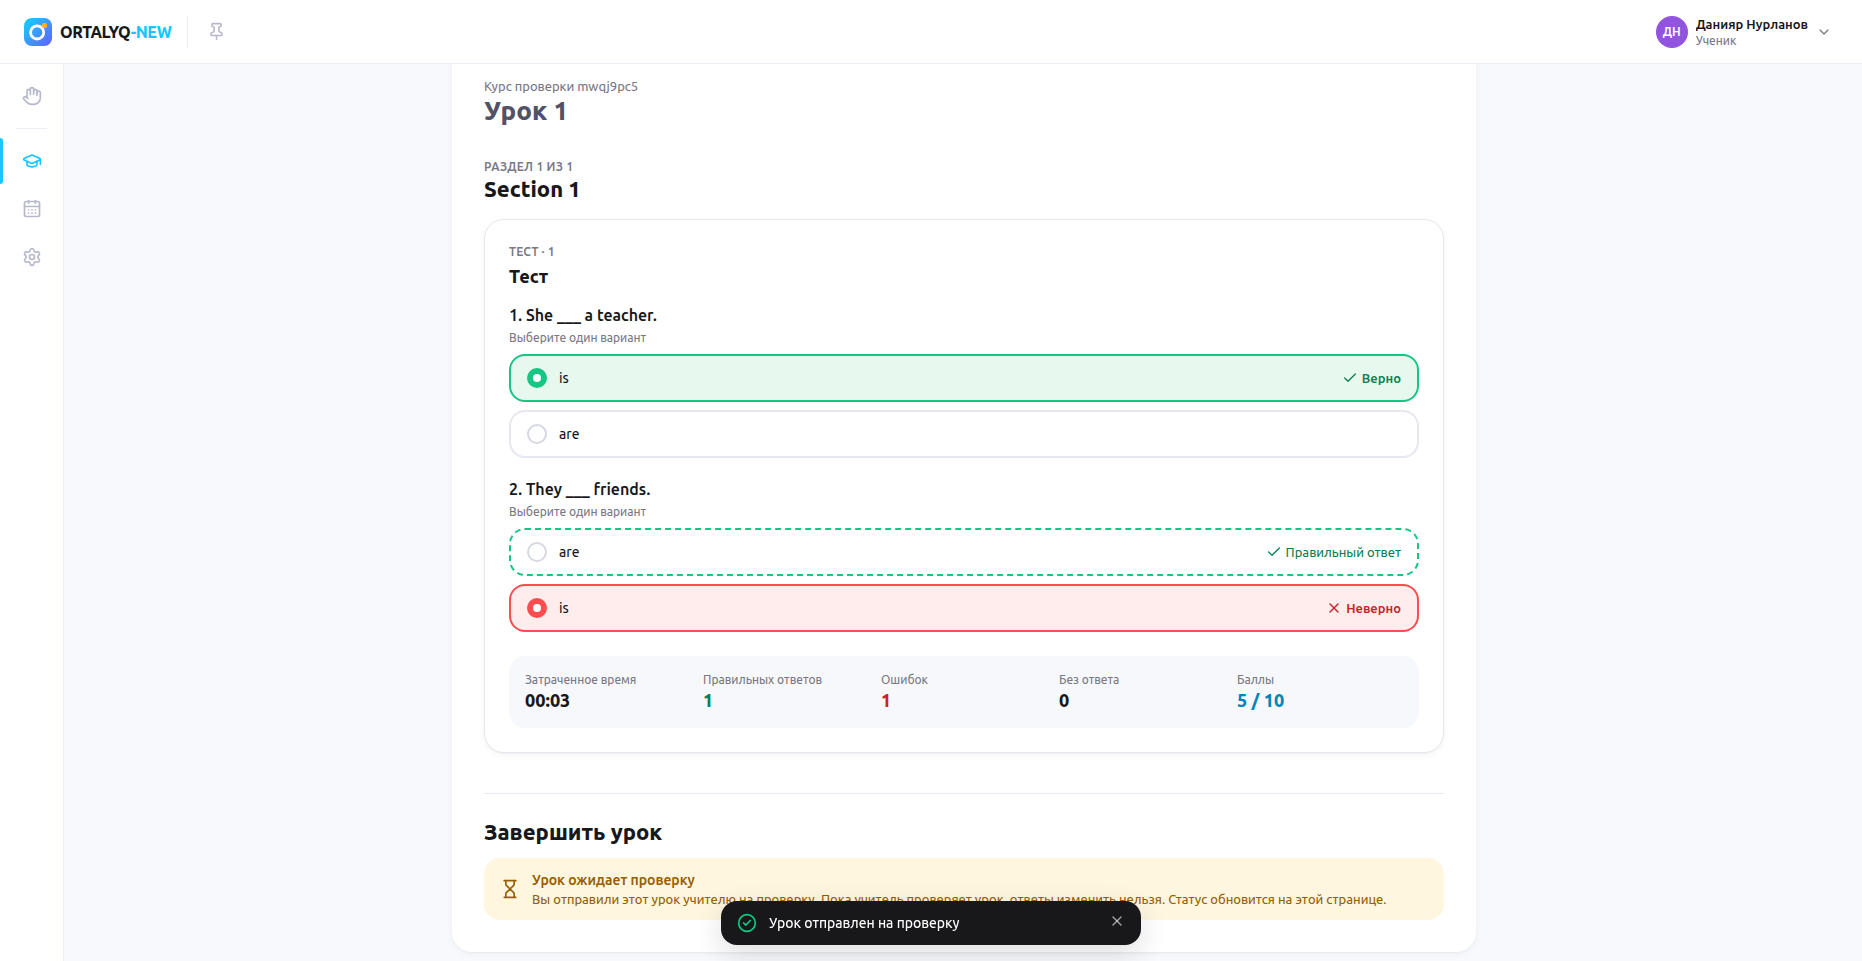 ORTALYQ-NEW
ДН
Данияр Нурланов
Ученик
Курс проверки mwqj9pc5
Урок 1
РАЗДЕЛ 1 ИЗ 1
Section 1
ТЕСТ · 1
Тест
1. She ___ a teacher.
Выберите один вариант
is
Верно
are
2. They ___ friends.
Выберите один вариант
are
Правильный ответ
is
Неверно
Затраченное время
00:03
Правильных ответов
1
Ошибок
1
Без ответа
0
Баллы
5 / 10
Завершить урок
Урок ожидает проверку
Вы отправили этот урок учителю на проверку. Пока учитель проверяет урок, ответы изменить нельзя. Статус обновится на этой странице.
Урок отправлен на проверку